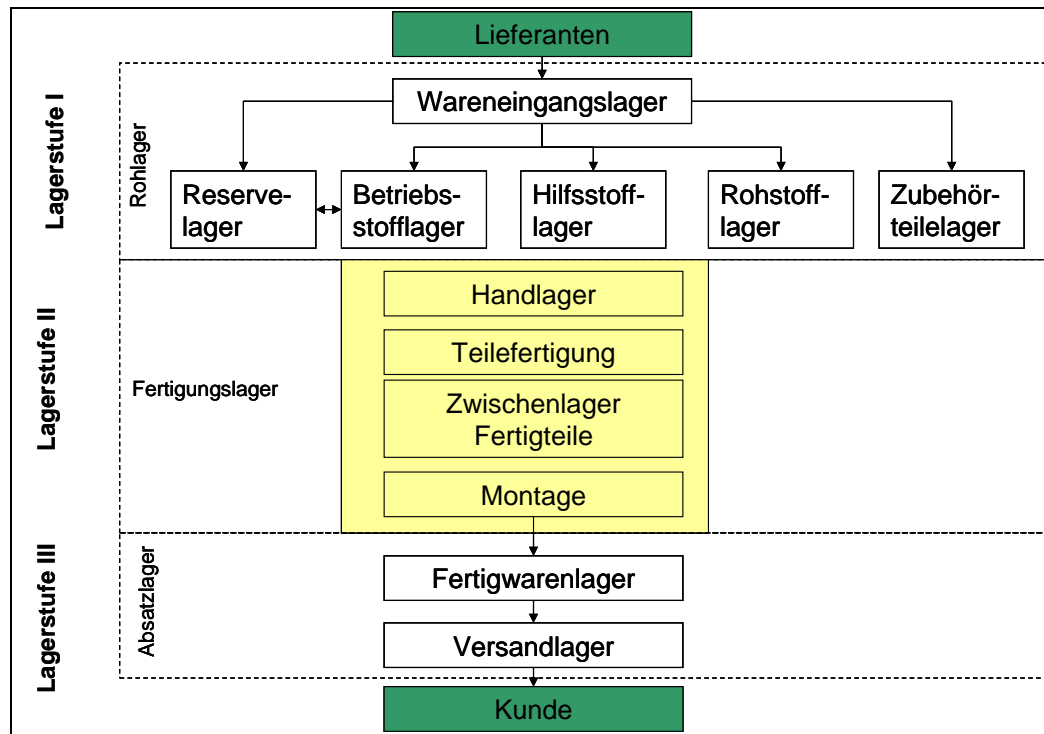 Lieferanten
Lagerstufe I
Rohlager
Wareneingangslager
Reserve-
lager
Betriebs-
stofflager
Hilfsstoff-
lager
Rohstoff-
lager
Zubehör-
teilelager
Lagerstufe II
Fertigungslager
Handlager
Teilefertigung
Zwischenlager
Fertigteile
Montage
Lagerstufe III
Absatzlager
Fertigwarenlager
Versandlager
Kunde